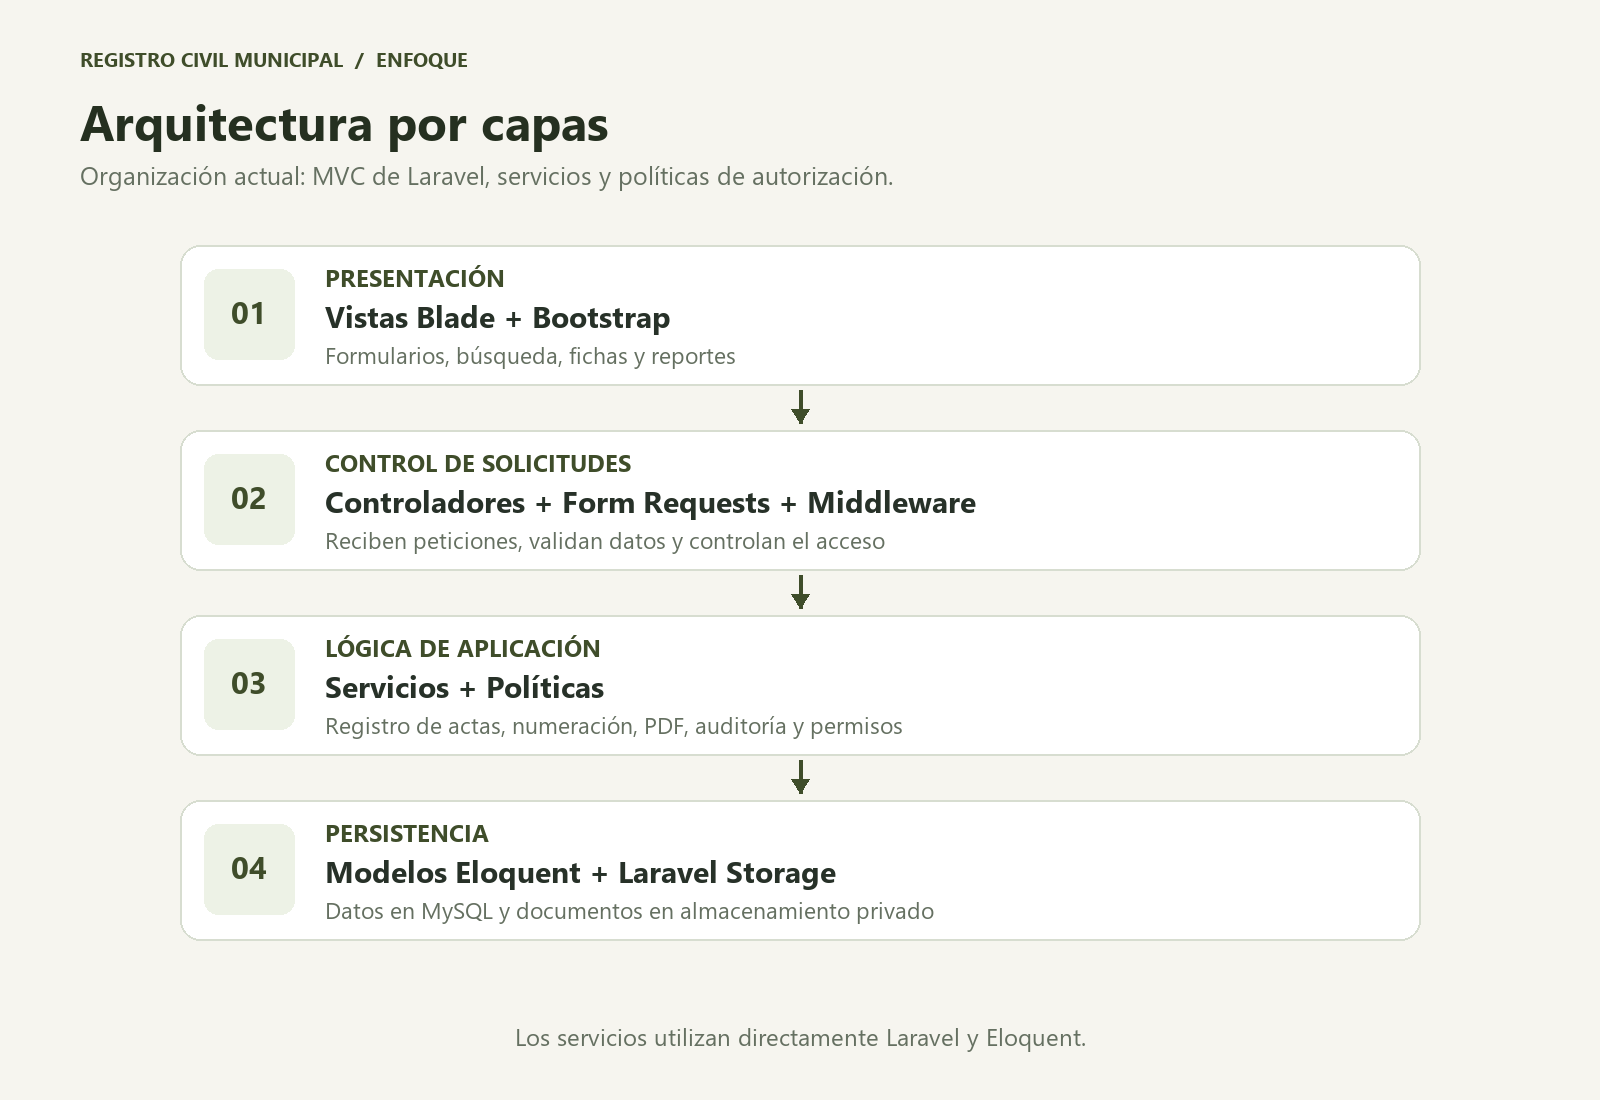 REGISTRO CIVIL MUNICIPAL / ENFOQUE
Arquitectura por capas
Organización actual: MVC de Laravel, servicios y políticas de autorización.
01
PRESENTACIÓN
Vistas Blade + Bootstrap
Formularios, búsqueda, fichas y reportes
02
CONTROL DE SOLICITUDES
Controladores + Form Requests + Middleware
Reciben peticiones, validan datos y controlan el acceso
03
LÓGICA DE APLICACIÓN
Servicios + Políticas
Registro de actas, numeración, PDF, auditoría y permisos
04
PERSISTENCIA
Modelos Eloquent + Laravel Storage
Datos en MySQL y documentos en almacenamiento privado
Los servicios utilizan directamente Laravel y Eloquent.